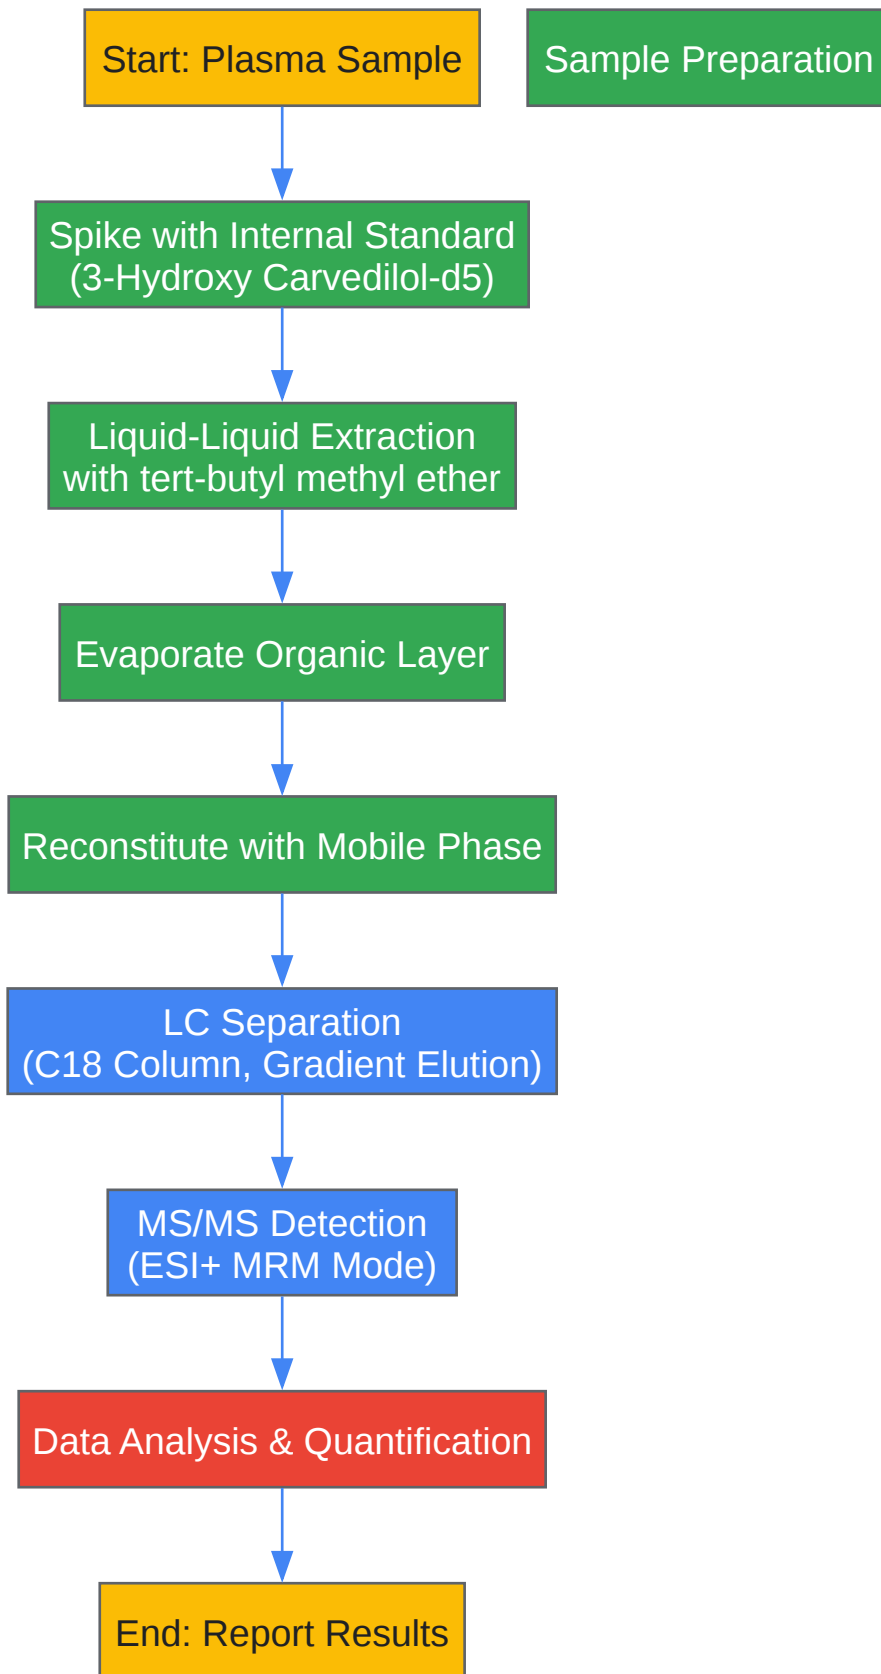 Start: Plasma Sample
Sample Preparation
Spike with Internal Standard
(3-Hydroxy Carvedilol-d5)
Liquid-Liquid Extraction
with tert-butyl methyl ether
Evaporate Organic Layer
Reconstitute with Mobile Phase
LC Separation
(C18 Column, Gradient Elution)
MS/MS Detection
(ESI+ MRM Mode)
Data Analysis & Quantification
End: Report Results